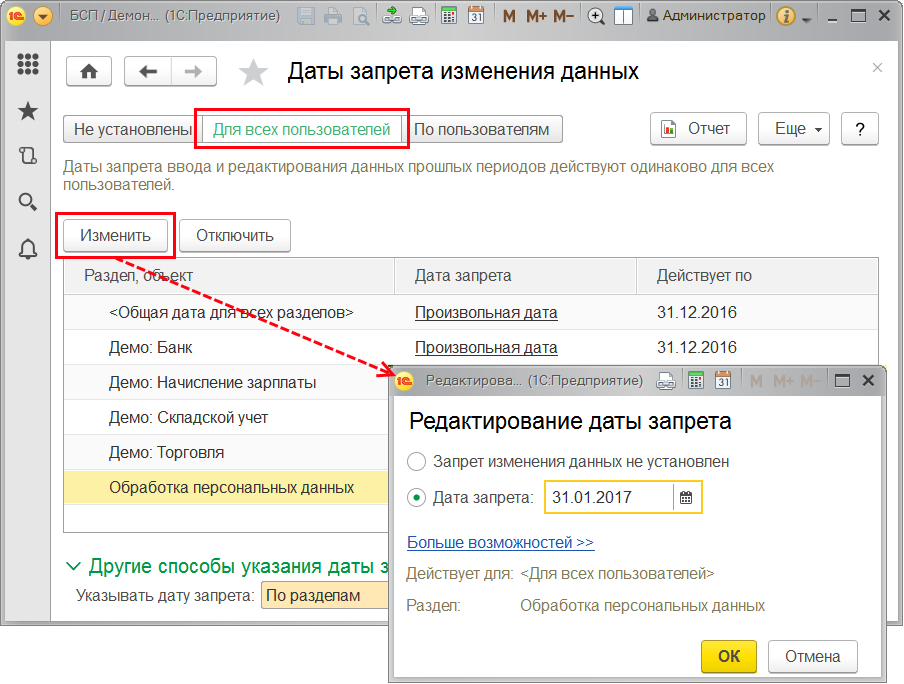 БСП / Демон... (1С:Предприятие)
31
M M+ M−
Администратор
Даты запрета изменения данных
Не установлены Для всех пользователей По пользователям
Отчет Еще ?
Даты запрета ввода и редактирования данных прошлых периодов действуют одинаково для всех
пользователей.
Изменить Отключить
Раздел, объект Дата запрета Действует по
<Общая дата для всех разделов> Произвольная дата 31.12.2016
Демо: Банк Произвольная дата 31.12.2016
Демо: Начисление зарплаты
Демо: Складской учет
Демо: Торговля
Обработка персональных данных
Другие способы указания даты з
Указывать дату запрета: По разделам
1С Редактирова... (1С:Предприятие) 31 M M+ M−
Редактирование даты запрета
Запрет изменения данных не установлен
Дата запрета: 31.01.2017
Больше возможностей >>
Действует для: <Для всех пользователей>
Раздел: Обработка персональных данных
ОК Отмена